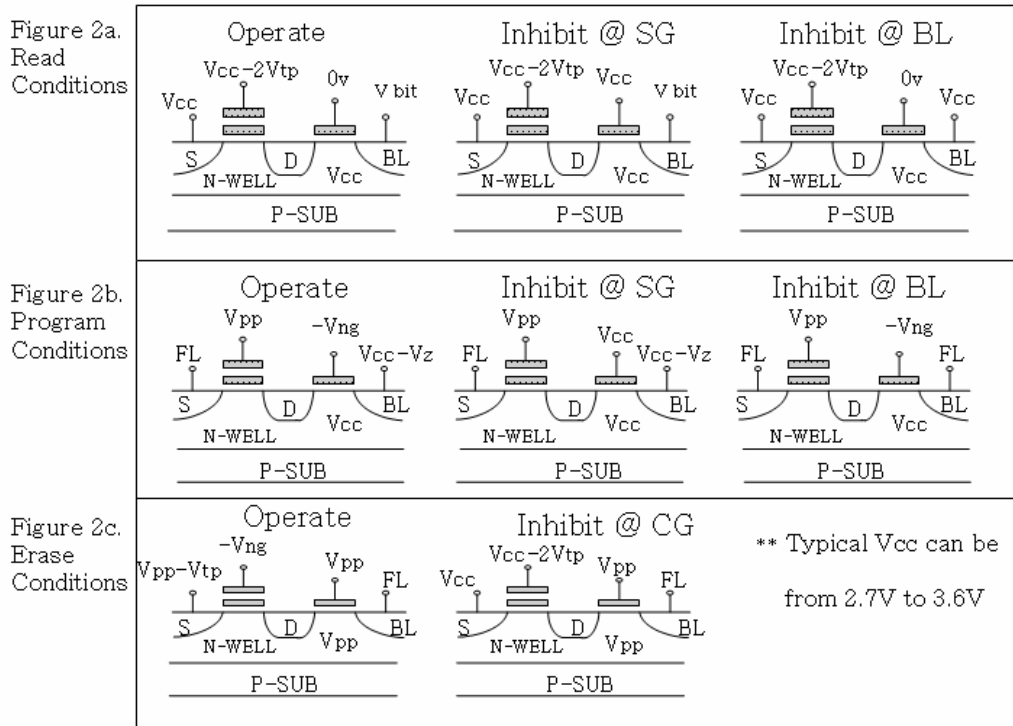 Figure 2a.
Read
Conditions
Operate
Vcc-2Vtp
0v
Vcc
V bit
S
D
BL
N-WELL
Vcc
P-SUB
Inhibit @ SG
Vcc-2Vtp
Vcc
Vcc
V bit
S
D
BL
N-WELL
Vcc
P-SUB
Inhibit @ BL
Vcc-2Vtp
0v
Vcc
Vcc
S
D
BL
N-WELL
Vcc
P-SUB
Figure 2b.
Program
Conditions
Operate
Vpp
-Vng
FL
Vcc-Vz
S
D
BL
N-WELL
Vcc
P-SUB
Inhibit @ SG
Vpp
Vcc
FL
Vcc-Vz
S
D
BL
N-WELL
Vcc
P-SUB
Inhibit @ BL
Vpp
-Vng
FL
FL
S
D
BL
N-WELL
Vcc
P-SUB
Figure 2c.
Erase
Conditions
Operate
-Vng
Vpp
Vpp-Vtp
FL
S
D
BL
N-WELL
Vpp
P-SUB
Inhibit @ CG
Vcc-2Vtp
Vpp
Vcc
FL
S
D
BL
N-WELL
Vpp
P-SUB
** Typical Vcc can be
from 2.7V to 3.6V